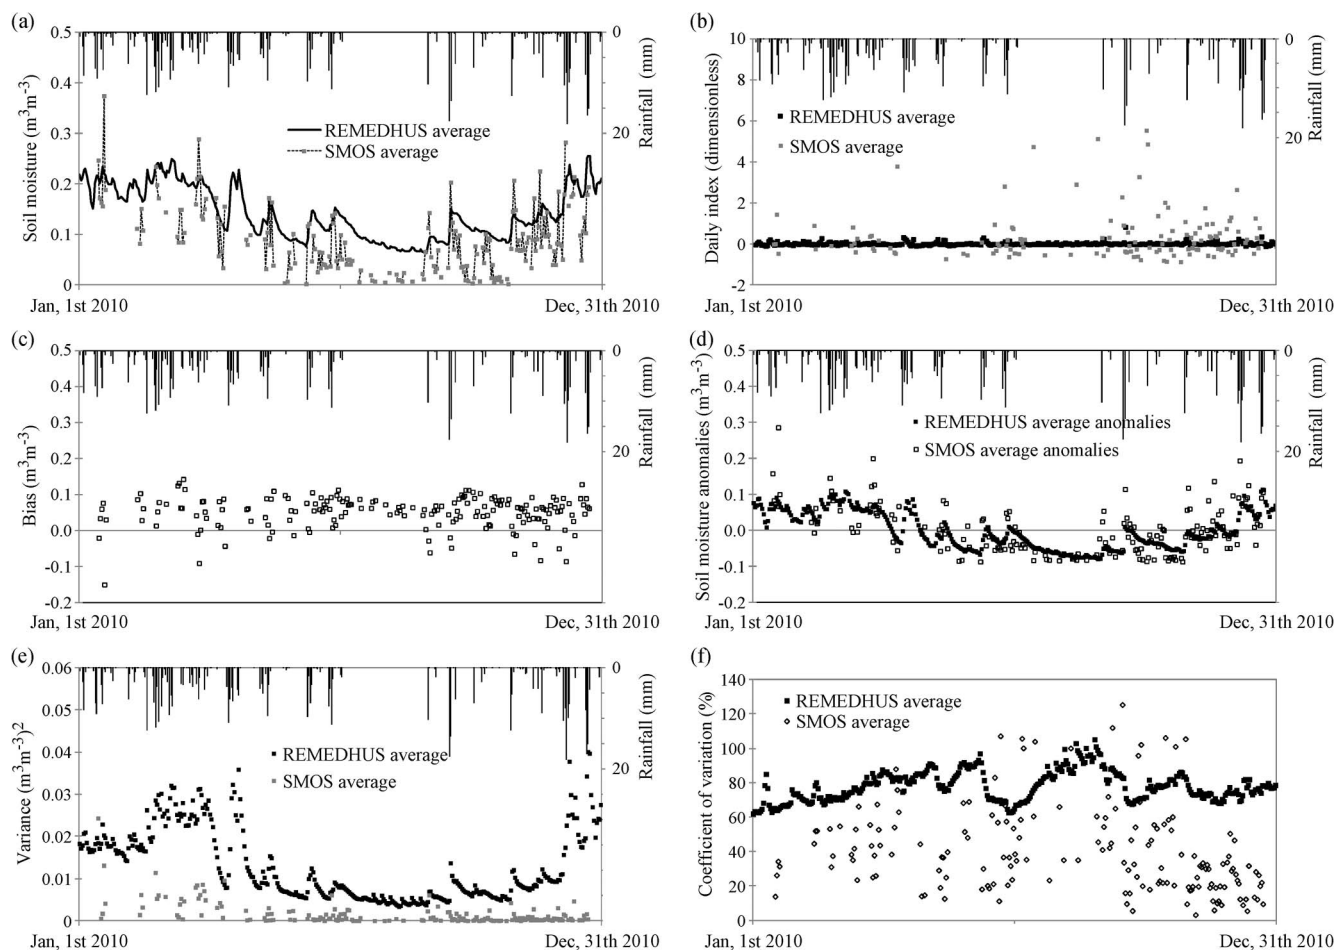 (a)
0.5
0.4
0.3
0.2
0.1
0
Soil moisture (m³m⁻³)
REMEDHUS average
SMOS average
0
20
Rainfall (mm)
Jan, 1st 2010
Dec, 31th 2010
(b)
10
8
6
4
2
0
-2
Daily index (dimensionless)
REMEDHUS average
SMOS average
0
20
Rainfall (mm)
Jan, 1st 2010
Dec, 31th 2010
(c)
0.5
0.4
0.3
0.2
0.1
0.0
-0.1
-0.2
Bias (m³m⁻³)
0
20
Rainfall (mm)
Jan, 1st 2010
Dec, 31th 2010
(d)
0.5
0.4
0.3
0.2
0.1
0.0
-0.1
-0.2
Soil moisture anomalies (m³m⁻³)
REMEDHUS average anomalies
SMOS average anomalies
0
20
Rainfall (mm)
Jan, 1st 2010
Dec, 31th 2010
(e)
0.06
0.05
0.04
0.03
0.02
0.01
0
Variance (m³m⁻³)²
REMEDHUS average
SMOS average
0
20
Rainfall (mm)
Jan, 1st 2010
Dec, 31th 2010
(f)
140
120
100
80
60
40
20
0
Coefficient of variation (%)
REMEDHUS average
SMOS average
Jan, 1st 2010
Dec, 31th 2010